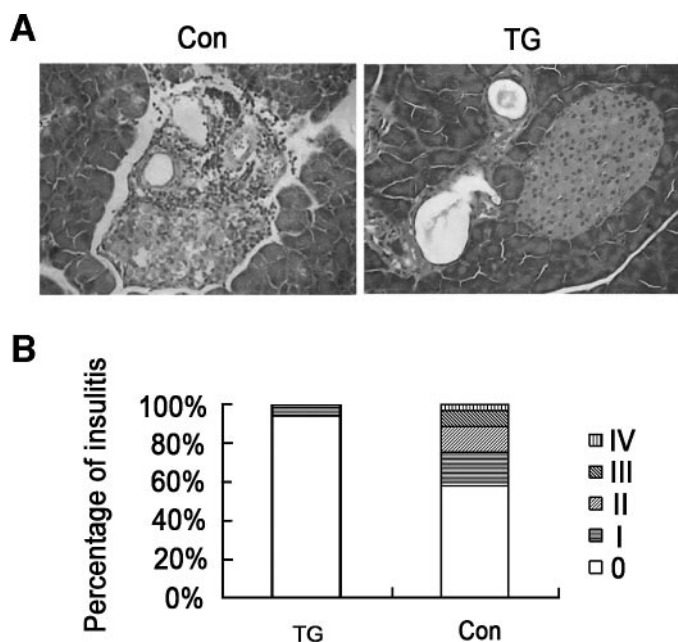 A
Con
TG
B
Percentage of insulitis
100%
80%
60%
40%
20%
0%
TG
Con
IV
III
II
I
0